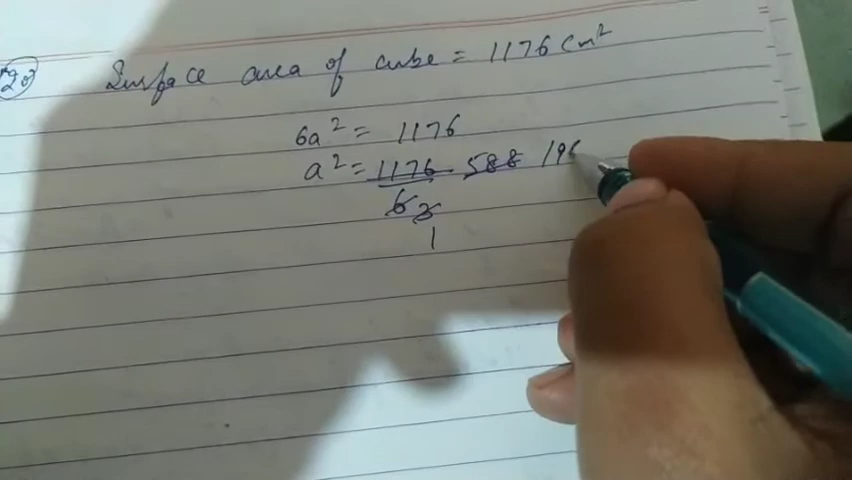 20 Surface area of cube = 1176 cm²
6a² = 1176
a² = 1176 588 196
6 3
1